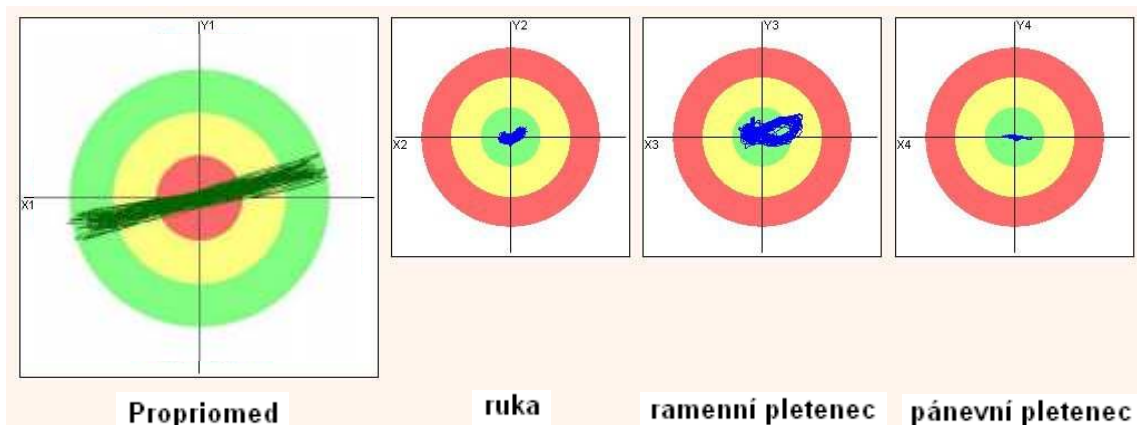 Y1
Y2
Y3
Y4
X1
X2
X3
X4
Propriomed
ruka
ramenní pletenec
pánevní pletenec